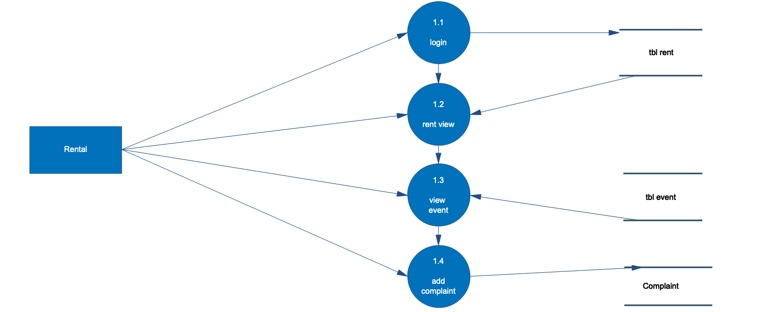 Rental
1.1
login
1.2
rent view
1.3
view
event
1.4
add
complaint
tbl rent
tbl event
Complaint